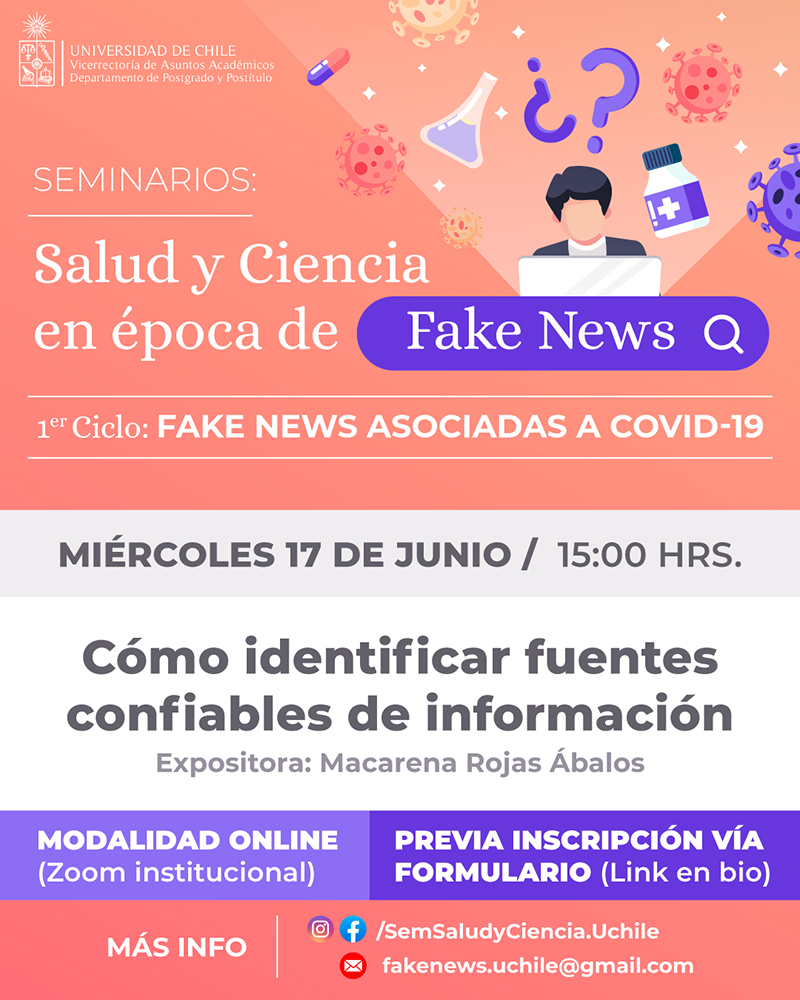 UNIVERSIDAD DE CHILE
Vicerrectoría de Asuntos Académicos
Departamento de Postgrado y Postítulo
SEMINARIOS:
Salud y Ciencia
en época de Fake News
1er Ciclo: FAKE NEWS ASOCIADAS A COVID-19
MIÉRCOLES 17 DE JUNIO / 15:00 HRS.
Cómo identificar fuentes
confiables de información
Expositora: Macarena Rojas Ábalos
MODALIDAD ONLINE
(Zoom institucional)
PREVIA INSCRIPCIÓN VÍA
FORMULARIO (Link en bio)
MÁS INFO
/SemSaludyCiencia.Uchile
fakenews.uchile@gmail.com